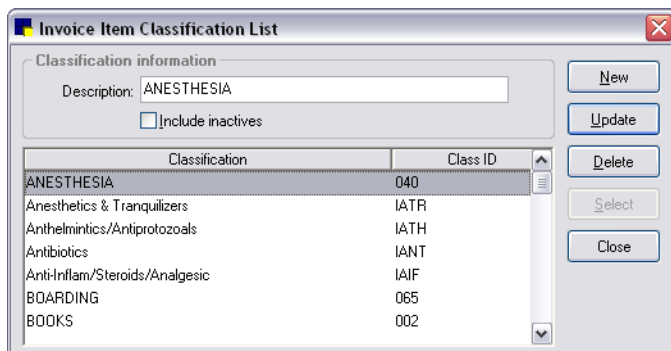 Invoice Item Classification List
Classification information
Description: ANESTHESIA
Include inactives
New
Update
Delete
Select
Close
Classification Class ID
ANESTHESIA 040
Anesthetics & Tranquilizers IATR
Anthelmintics/Antiprotozoals IATH
Antibiotics IANT
Anti-Inflam/Steroids/Analgesic IAIF
BOARDING 065
BOOKS 002